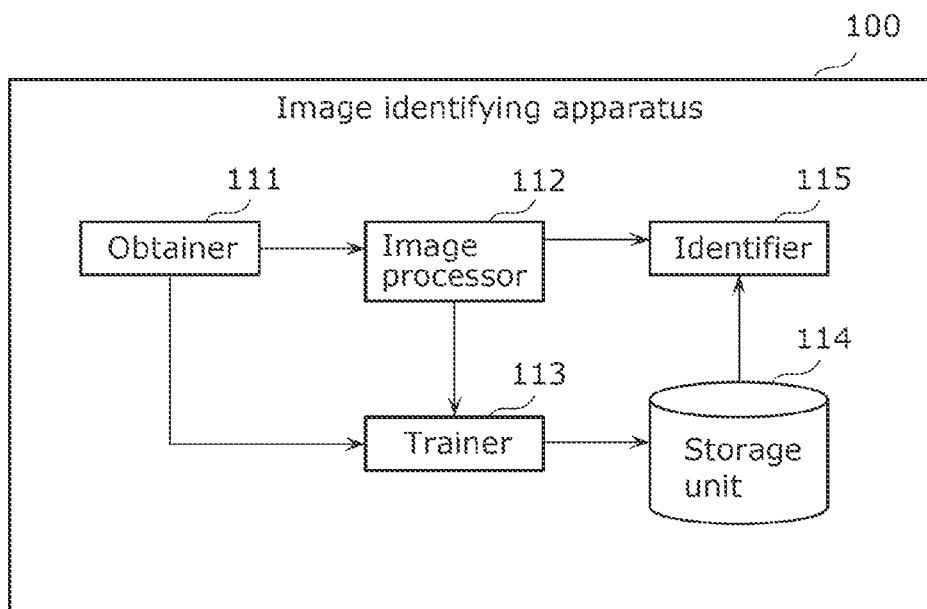 100
Image identifying apparatus
111
112
115
Obtainer
Image
processor
Identifier
113
114
Trainer
Storage
unit